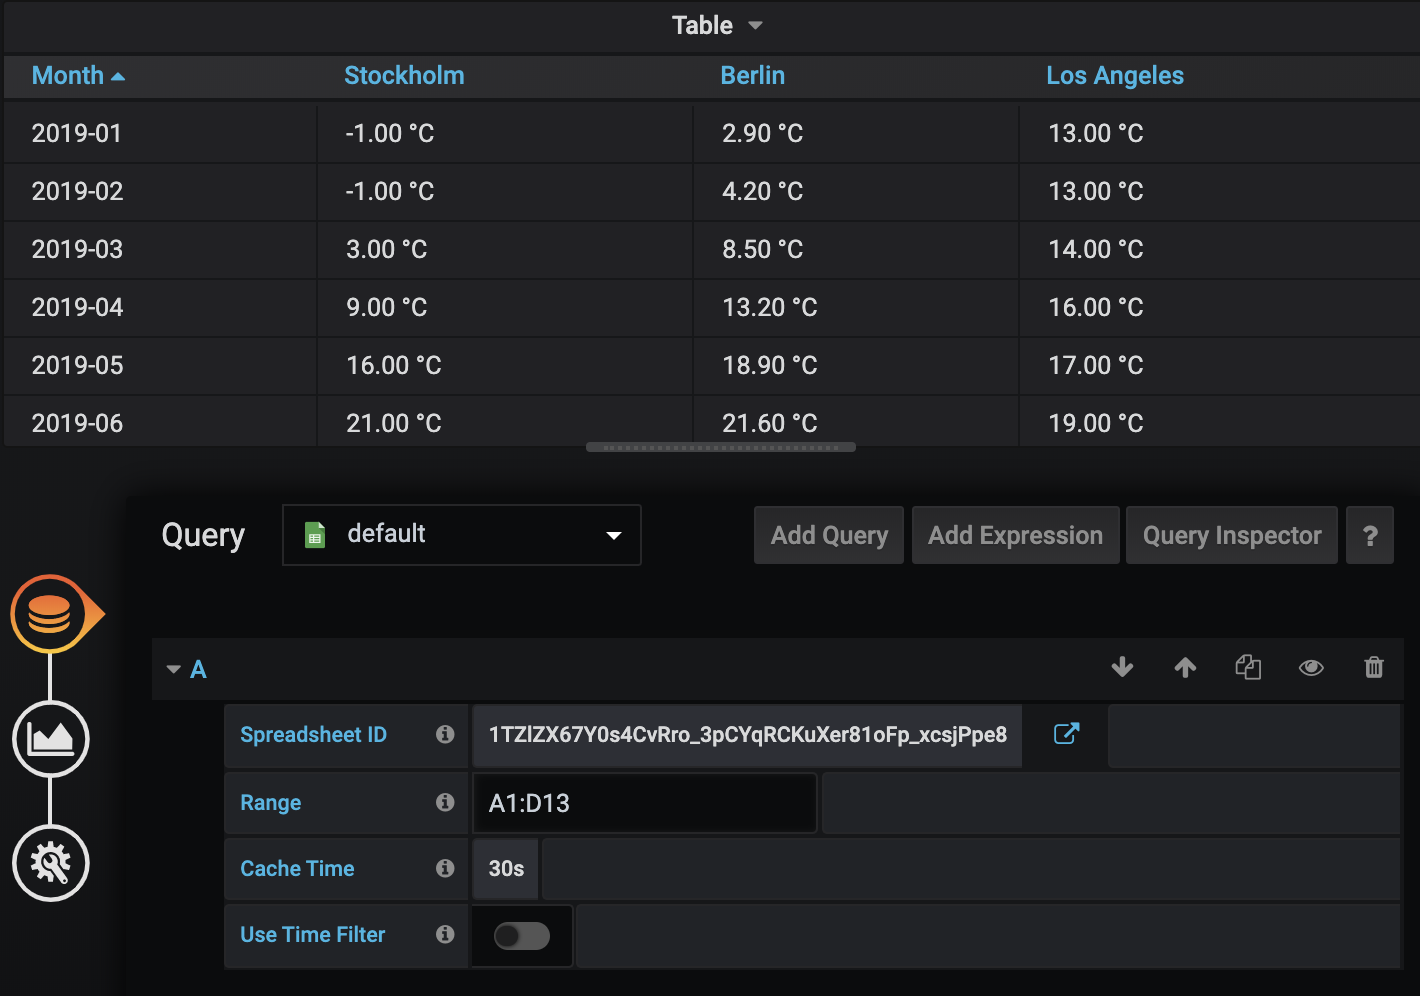 Table
Month Stockholm Berlin Los Angeles
2019-01 -1.00 °C 2.90 °C 13.00 °C
2019-02 -1.00 °C 4.20 °C 13.00 °C
2019-03 3.00 °C 8.50 °C 14.00 °C
2019-04 9.00 °C 13.20 °C 16.00 °C
2019-05 16.00 °C 18.90 °C 17.00 °C
2019-06 21.00 °C 21.60 °C 19.00 °C
Query default Add Query Add Expression Query Inspector ?
A
Spreadsheet ID 1TZlZX67Y0s4CvRro_3pCYqRCKuXer81oFp_xcsjPpe8
Range A1:D13
Cache Time 30s
Use Time Filter